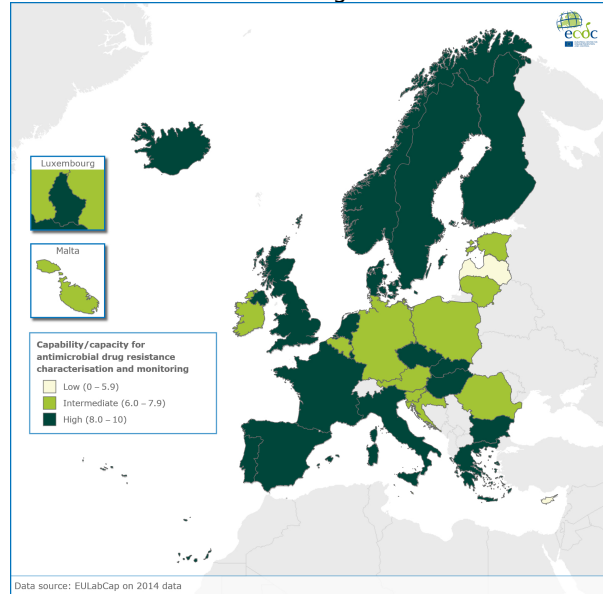 ecdc
Luxembourg
Malta
Capability/capacity for
antimicrobial drug resistance
characterisation and monitoring
Low (0 – 5.9)
Intermediate (6.0 – 7.9)
High (8.0 – 10)
Data source: EULabCap on 2014 data